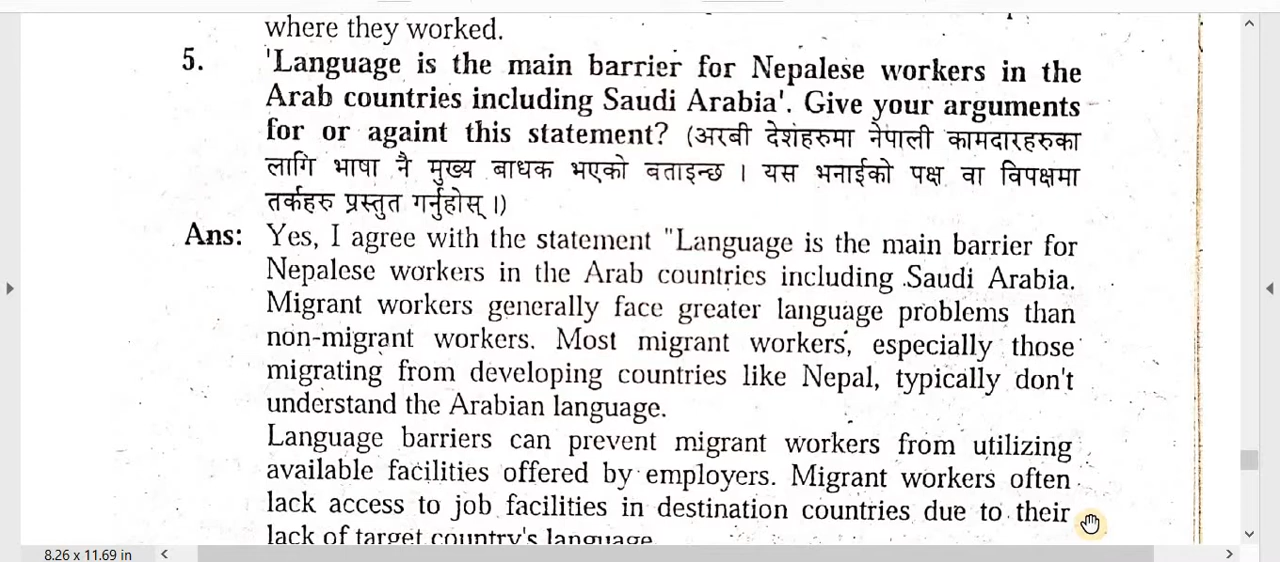 where they worked.
5. 'Language is the main barrier for Nepalese workers in the
Arab countries including Saudi Arabia'. Give your arguments
for or againt this statement? (अरबी देशहरुमा नेपाली कामदारहरुका
लागि भाषा नै मुख्य बाधक भएको बताइन्छ । यस भनाईको पक्ष वा विपक्षमा
तर्कहरु प्रस्तुत गर्नुहोस् ।)
Ans: Yes, I agree with the statement "Language is the main barrier for
Nepalese workers in the Arab countries including Saudi Arabia.
Migrant workers generally face greater language problems than
non-migrant workers. Most migrant workers, especially those
migrating from developing countries like Nepal, typically don't
understand the Arabian language.
Language barriers can prevent migrant workers from utilizing
available facilities offered by employers. Migrant workers often
lack access to job facilities in destination countries due to their
lack of target country's language
8.26 x 11.69 in